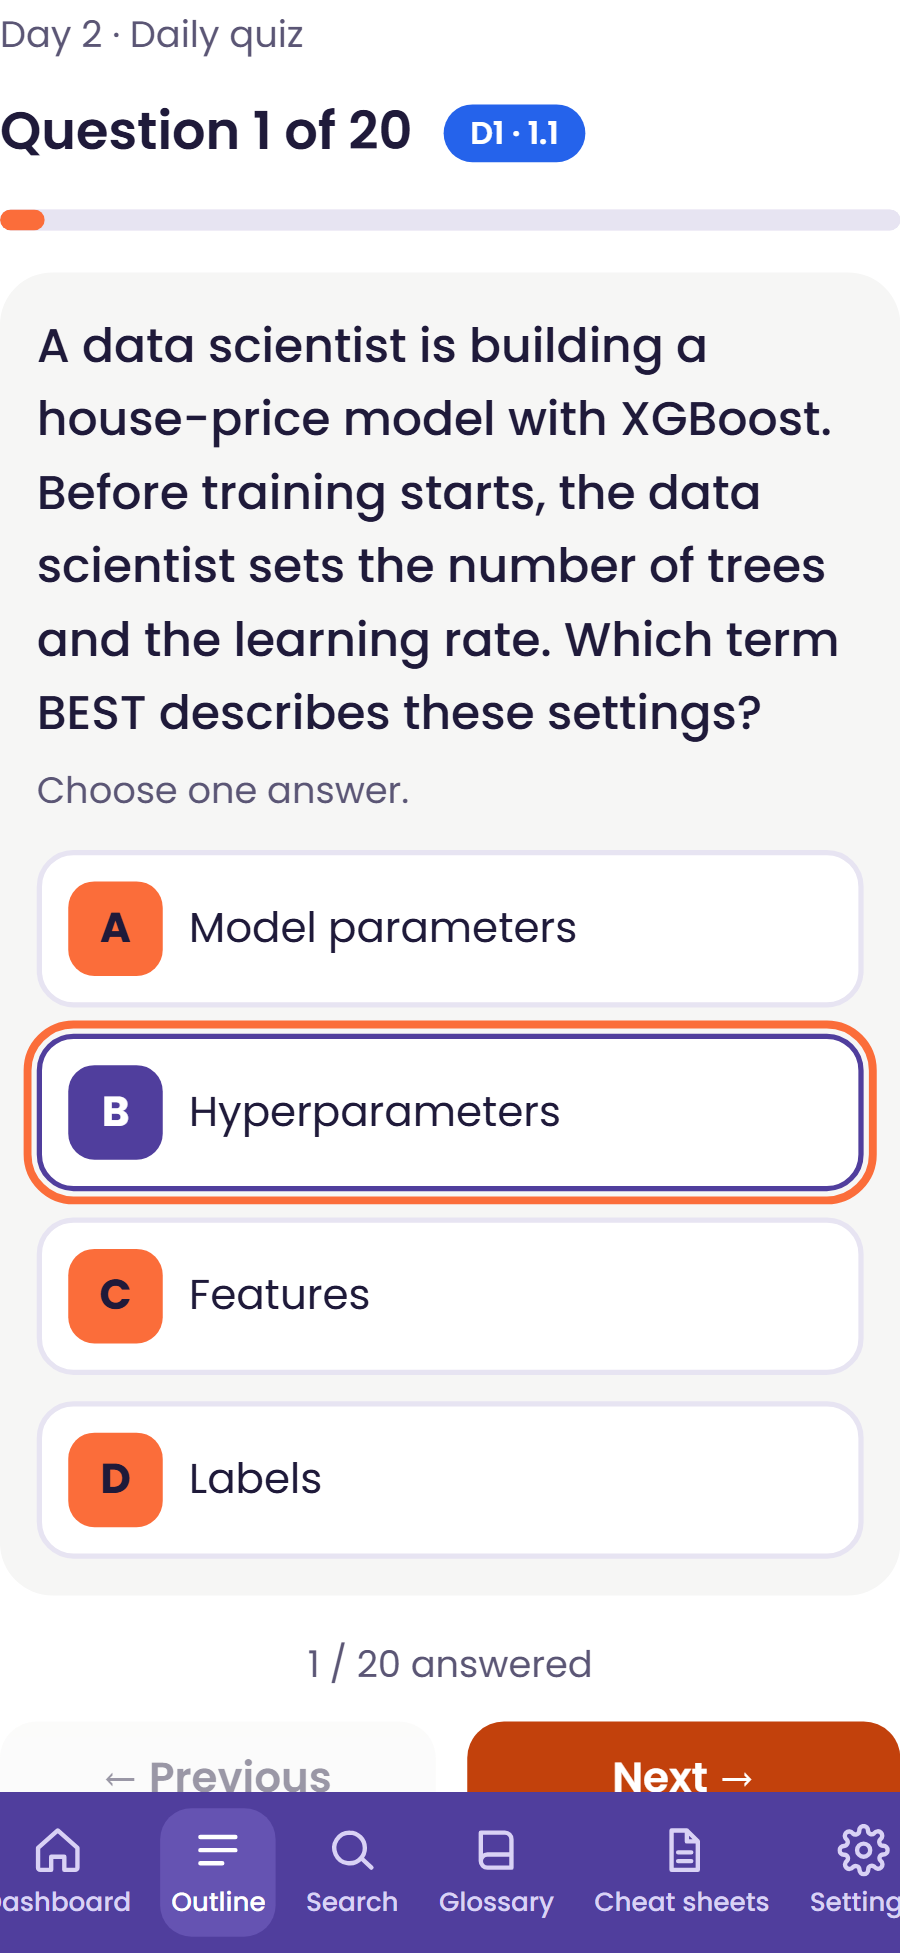 Day 2 · Daily quiz
Question 1 of 20
D1 · 1.1
A data scientist is building a
house-price model with XGBoost.
Before training starts, the data
scientist sets the number of trees
and the learning rate. Which term
BEST describes these settings?
Choose one answer.
A Model parameters
B Hyperparameters
C Features
D Labels
1 / 20 answered
← Previous
Next →
ashboard
Outline
Search
Glossary
Cheat sheets
Setting